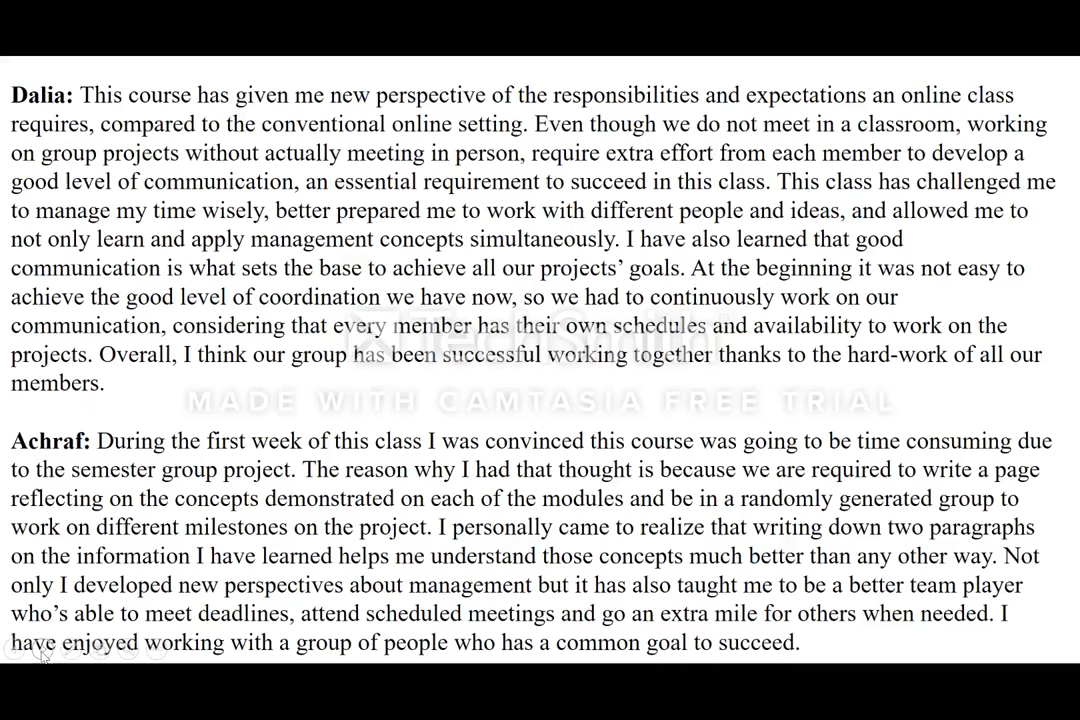 Dalia: This course has given me new perspective of the responsibilities and expectations an online class
requires, compared to the conventional online setting. Even though we do not meet in a classroom, working
on group projects without actually meeting in person, require extra effort from each member to develop a
good level of communication, an essential requirement to succeed in this class. This class has challenged me
to manage my time wisely, better prepared me to work with different people and ideas, and allowed me to
not only learn and apply management concepts simultaneously. I have also learned that good
communication is what sets the base to achieve all our projects’ goals. At the beginning it was not easy to
achieve the good level of coordination we have now, so we had to continuously work on our
communication, considering that every member has their own schedules and availability to work on the
projects. Overall, I think our group has been successful working together thanks to the hard-work of all our
members.
TechSmith
MADE WITH CAMTASIA FREE TRIAL
Achraf: During the first week of this class I was convinced this course was going to be time consuming due
to the semester group project. The reason why I had that thought is because we are required to write a page
reflecting on the concepts demonstrated on each of the modules and be in a randomly generated group to
work on different milestones on the project. I personally came to realize that writing down two paragraphs
on the information I have learned helps me understand those concepts much better than any other way. Not
only I developed new perspectives about management but it has also taught me to be a better team player
who’s able to meet deadlines, attend scheduled meetings and go an extra mile for others when needed. I
have enjoyed working with a group of people who has a common goal to succeed.